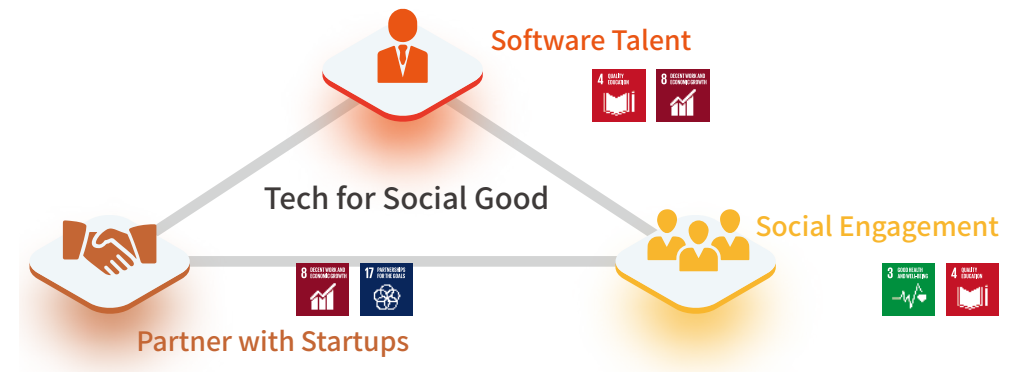 Software Talent
4 QUALITY
EDUCATION
8 DECENT WORK AND
ECONOMIC GROWTH
Tech for Social Good
Social Engagement
3 GOOD HEALTH
AND WELL-BEING
4 QUALITY
EDUCATION
8 DECENT WORK AND
ECONOMIC GROWTH
17 PARTNERSHIPS
FOR THE GOALS
Partner with Startups